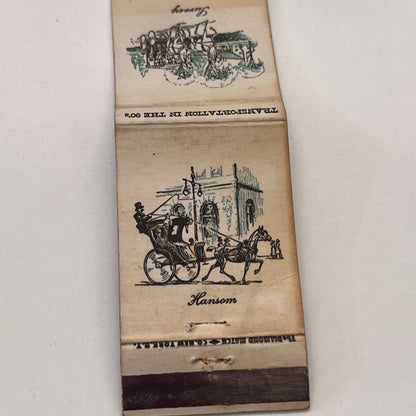 Surrey
TRANSPORTATION IN THE 90's
Hansom
THE DIAMOND MATCH CO. NEW YORK, N.Y.